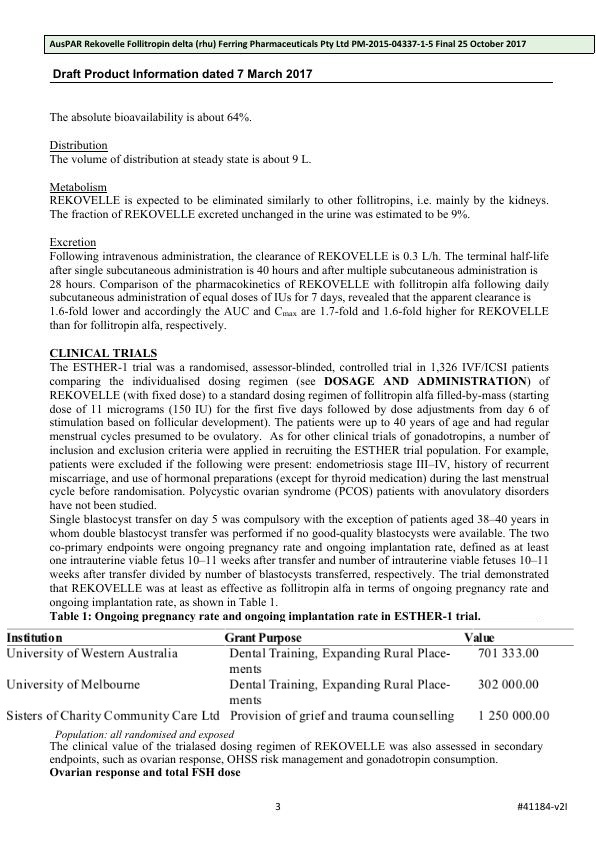 AusPAR Rekovelle Follitropin delta (rhu) Ferring Pharmaceuticals Pty Ltd PM-2015-04337-1-5 Final 25 October 2017
Draft Product Information dated 7 March 2017
The absolute bioavailability is about 64%.
Distribution
The volume of distribution at steady state is about 9 L.
Metabolism
REKOVELLE is expected to be eliminated similarly to other follitropins, i.e. mainly by the kidneys.
The fraction of REKOVELLE excreted unchanged in the urine was estimated to be 9%.
Excretion
Following intravenous administration, the clearance of REKOVELLE is 0.3 L/h. The terminal half-life
after single subcutaneous administration is 40 hours and after multiple subcutaneous administration is
28 hours. Comparison of the pharmacokinetics of REKOVELLE with follitropin alfa following daily
subcutaneous administration of equal doses of IUs for 7 days, revealed that the apparent clearance is
1.6-fold lower and accordingly the AUC and Cmax are 1.7-fold and 1.6-fold higher for REKOVELLE
than for follitropin alfa, respectively.
CLINICAL TRIALS
The ESTHER-1 trial was a randomised, assessor-blinded, controlled trial in 1,326 IVF/ICSI patients
comparing the individualised dosing regimen (see DOSAGE AND ADMINISTRATION) of
REKOVELLE (with fixed dose) to a standard dosing regimen of follitropin alfa filled-by-mass (starting
dose of 11 micrograms (150 IU) for the first five days followed by dose adjustments from day 6 of
stimulation based on follicular development). The patients were up to 40 years of age and had regular
menstrual cycles presumed to be ovulatory. As for other clinical trials of gonadotropins, a number of
inclusion and exclusion criteria were applied in recruiting the ESTHER trial population. For example,
patients were excluded if the following were present: endometriosis stage III–IV, history of recurrent
miscarriage, and use of hormonal preparations (except for thyroid medication) during the last menstrual
cycle before randomisation. Polycystic ovarian syndrome (PCOS) patients with anovulatory disorders
have not been studied.
Single blastocyst transfer on day 5 was compulsory with the exception of patients aged 38–40 years in
whom double blastocyst transfer was performed if no good-quality blastocysts were available. The two
co-primary endpoints were ongoing pregnancy rate and ongoing implantation rate, defined as at least
one intrauterine viable fetus 10–11 weeks after transfer and number of intrauterine viable fetuses 10–11
weeks after transfer divided by number of blastocysts transferred, respectively. The trial demonstrated
that REKOVELLE was at least as effective as follitropin alfa in terms of ongoing pregnancy rate and
ongoing implantation rate, as shown in Table 1.
Table 1: Ongoing pregnancy rate and ongoing implantation rate in ESTHER-1 trial.
Institution Grant Purpose Value
University of Western Australia Dental Training, Expanding Rural Place- 701 333.00
ments
University of Melbourne Dental Training, Expanding Rural Place- 302 000.00
ments
Sisters of Charity Community Care Ltd Provision of grief and trauma counselling 1 250 000.00
Population: all randomised and exposed
The clinical value of the trialased dosing regimen of REKOVELLE was also assessed in secondary
endpoints, such as ovarian response, OHSS risk management and gonadotropin consumption.
Ovarian response and total FSH dose
3 #41184-v2I